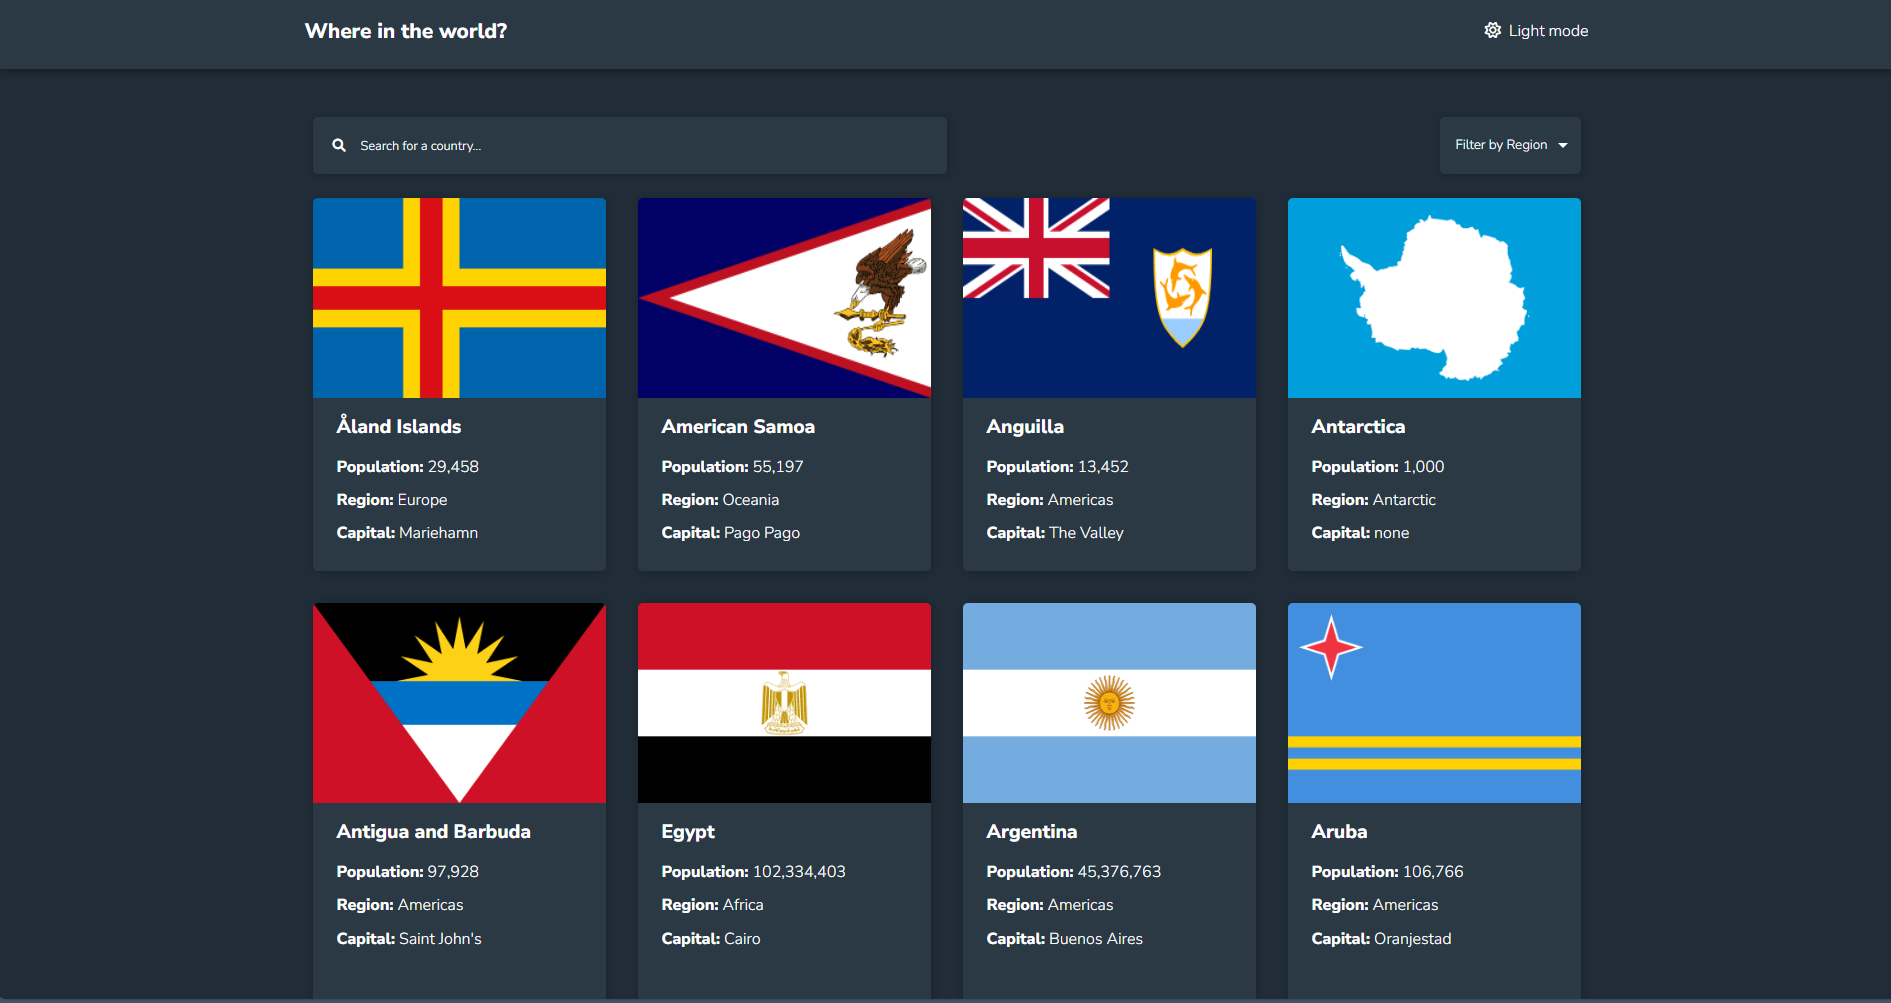 Where in the world?
Light mode
Search for a country...
Filter by Region
Åland Islands
Population: 29,458
Region: Europe
Capital: Mariehamn
American Samoa
Population: 55,197
Region: Oceania
Capital: Pago Pago
Anguilla
Population: 13,452
Region: Americas
Capital: The Valley
Antarctica
Population: 1,000
Region: Antarctic
Capital: none
Antigua and Barbuda
Population: 97,928
Region: Americas
Capital: Saint John's
Egypt
Population: 102,334,403
Region: Africa
Capital: Cairo
Argentina
Population: 45,376,763
Region: Americas
Capital: Buenos Aires
Aruba
Population: 106,766
Region: Americas
Capital: Oranjestad